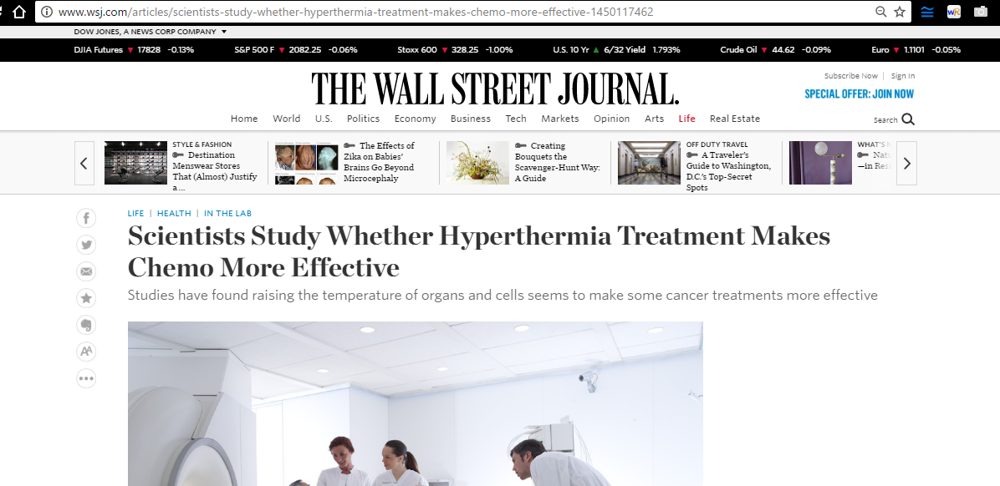 www.wsj.com/articles/scientists-study-whether-hyperthermia-treatment-makes-chemo-more-effective-1450117462
DOW JONES, A NEWS CORP COMPANY
DJIA Futures 17828 -0.13% S&P 500 F 2082.25 -0.06% Stoxx 600 328.25 -1.00% U.S. 10 Yr 6/32 Yield 1.793% Crude Oil 44.62 -0.09% Euro 1.1101 -0.05%
Subscribe Now | Sign In
THE WALL STREET JOURNAL.
SPECIAL OFFER: JOIN NOW
Home World U.S. Politics Economy Business Tech Markets Opinion Arts Life Real Estate
Search
STYLE & FASHION
Destination
Menswear Stores
That (Almost) Justify
a ...
The Effects of
Zika on Babies'
Brains Go Beyond
Microcephaly
Creating
Bouquets the
Scavenger-Hunt Way:
A Guide
OFF DUTY TRAVEL
A Traveler's
Guide to Washington,
D.C.'s Top-Secret
Spots
WHAT'S
—in
LIFE | HEALTH | IN THE LAB
Scientists Study Whether Hyperthermia Treatment Makes
Chemo More Effective
Studies have found raising the temperature of organs and cells seems to make some cancer treatments more effective
AA